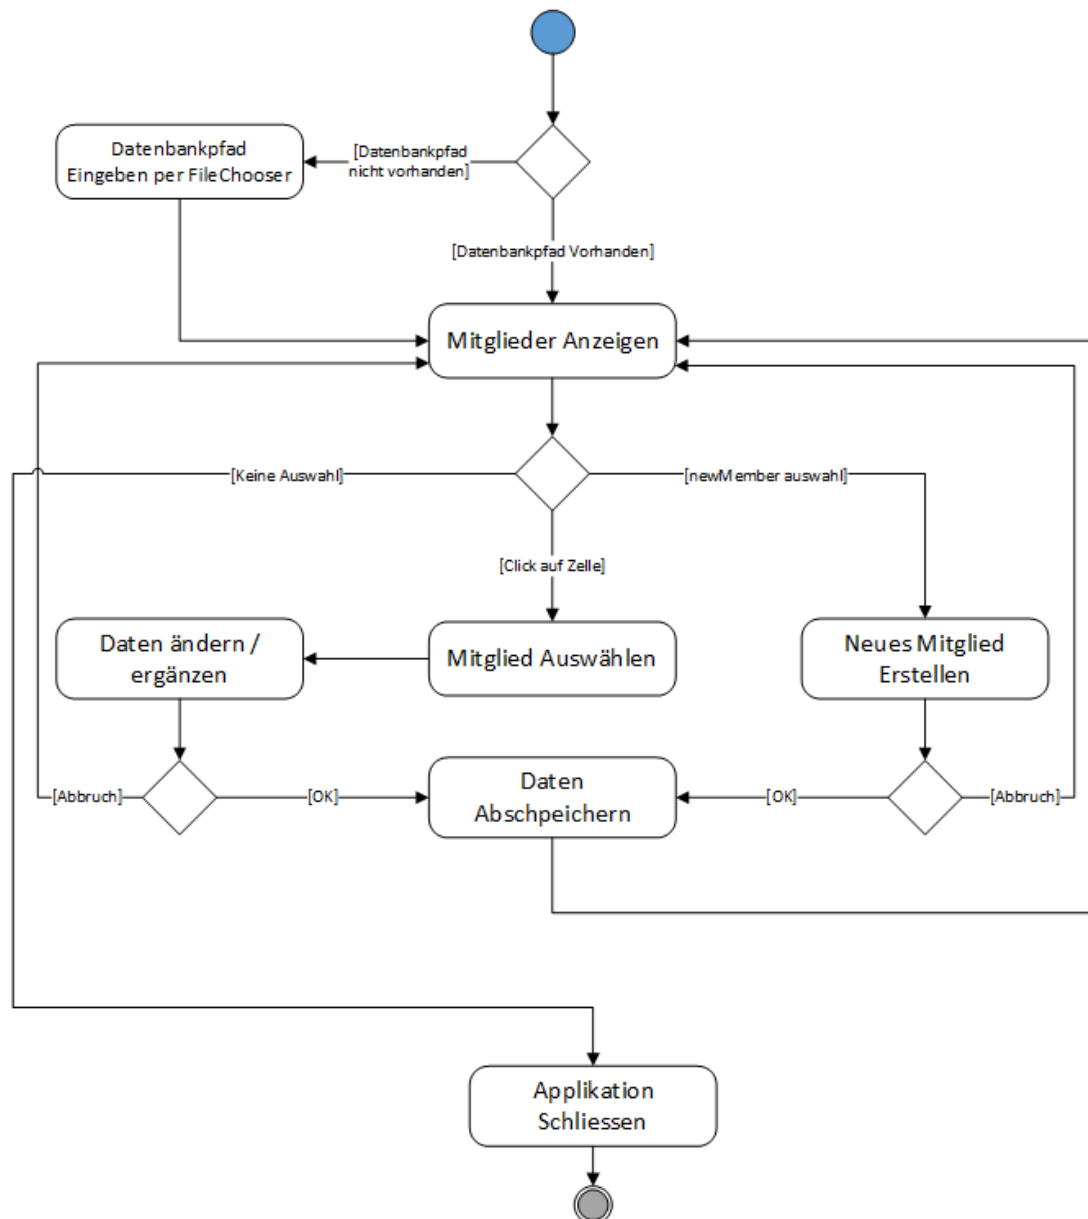 Datenbankpfad
Eingeben per FileChooser
[Datenbankpfad
nicht vorhanden]
[Datenbankpfad Vorhanden]
Mitglieder Anzeigen
[Keine Auswahl]
[newMember auswahl]
[Click auf Zelle]
Daten ändern /
ergänzen
Mitglied Auswählen
Neues Mitglied
Erstellen
[Abbruch]
[OK]
Daten
Abschpeichern
[OK]
[Abbruch]
Applikation
Schliessen